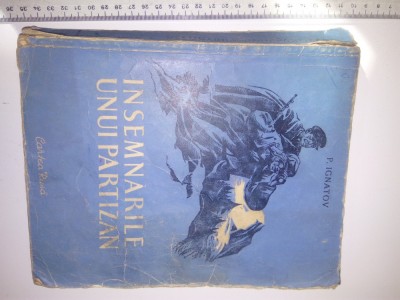 P. IGNATOV
INSEMNARILE
UNUI PARTIZAN
Cartea Rusă